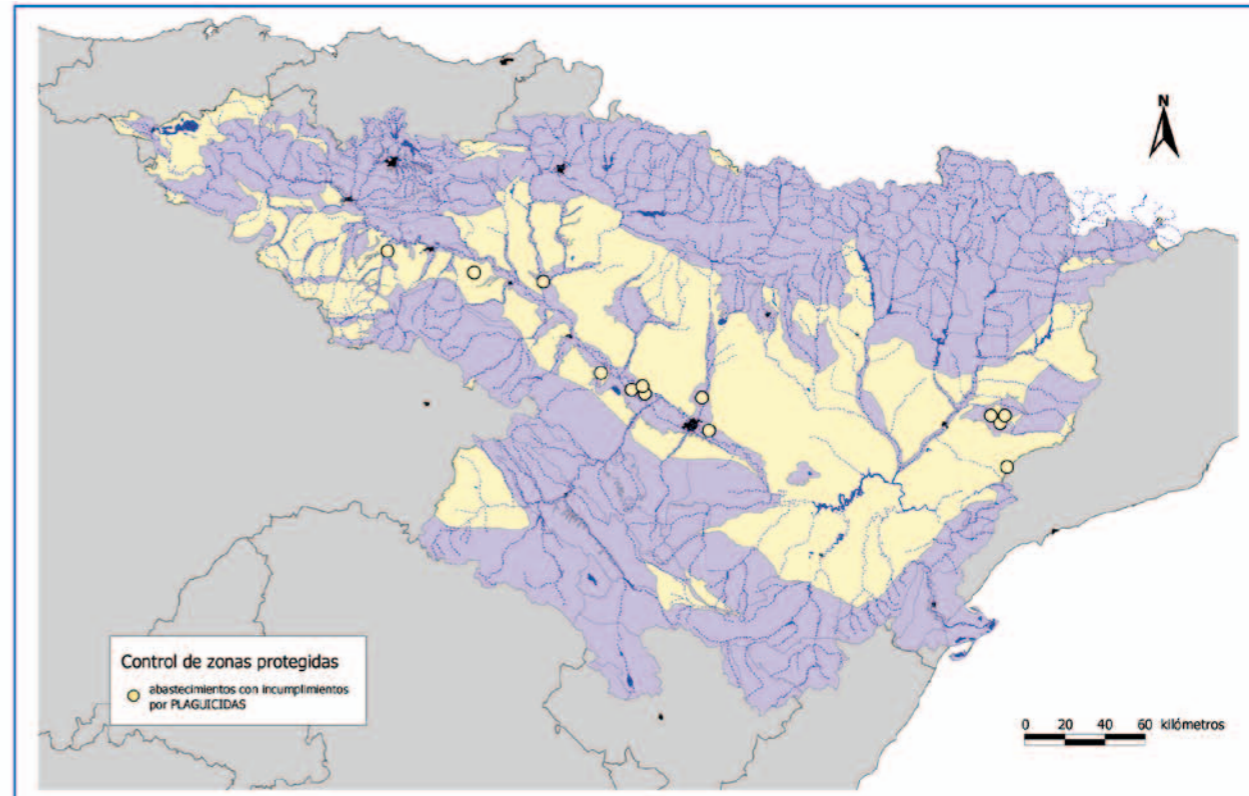 N
Control de zonas protegidas
abastecimientos con incumplimientos
por PLAGUICIDAS
0 20 40 60 kilómetros